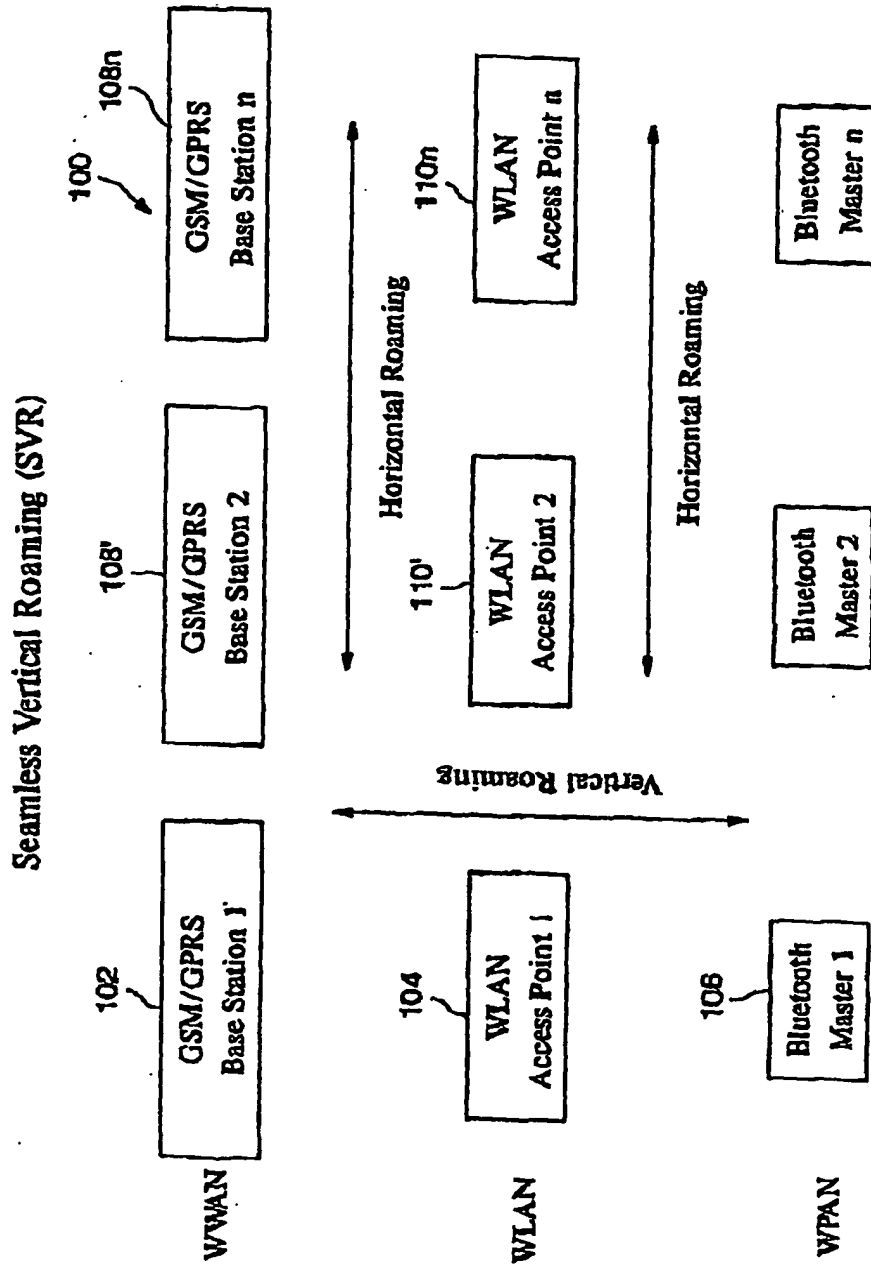 Seamless Vertical Roaming (SVR)
100
102
108'
108n
WWAN
GSM/GPRS
Base Station 1
GSM/GPRS
Base Station 2
GSM/GPRS
Base Station n
Horizontal Roaming
Vertical Roaming
104
110'
110n
WLAN
WLAN
Access Point 1
WLAN
Access Point 2
WLAN
Access Point n
Horizontal Roaming
106
WPAN
Bluetooth
Master 1
Bluetooth
Master 2
Bluetooth
Master n